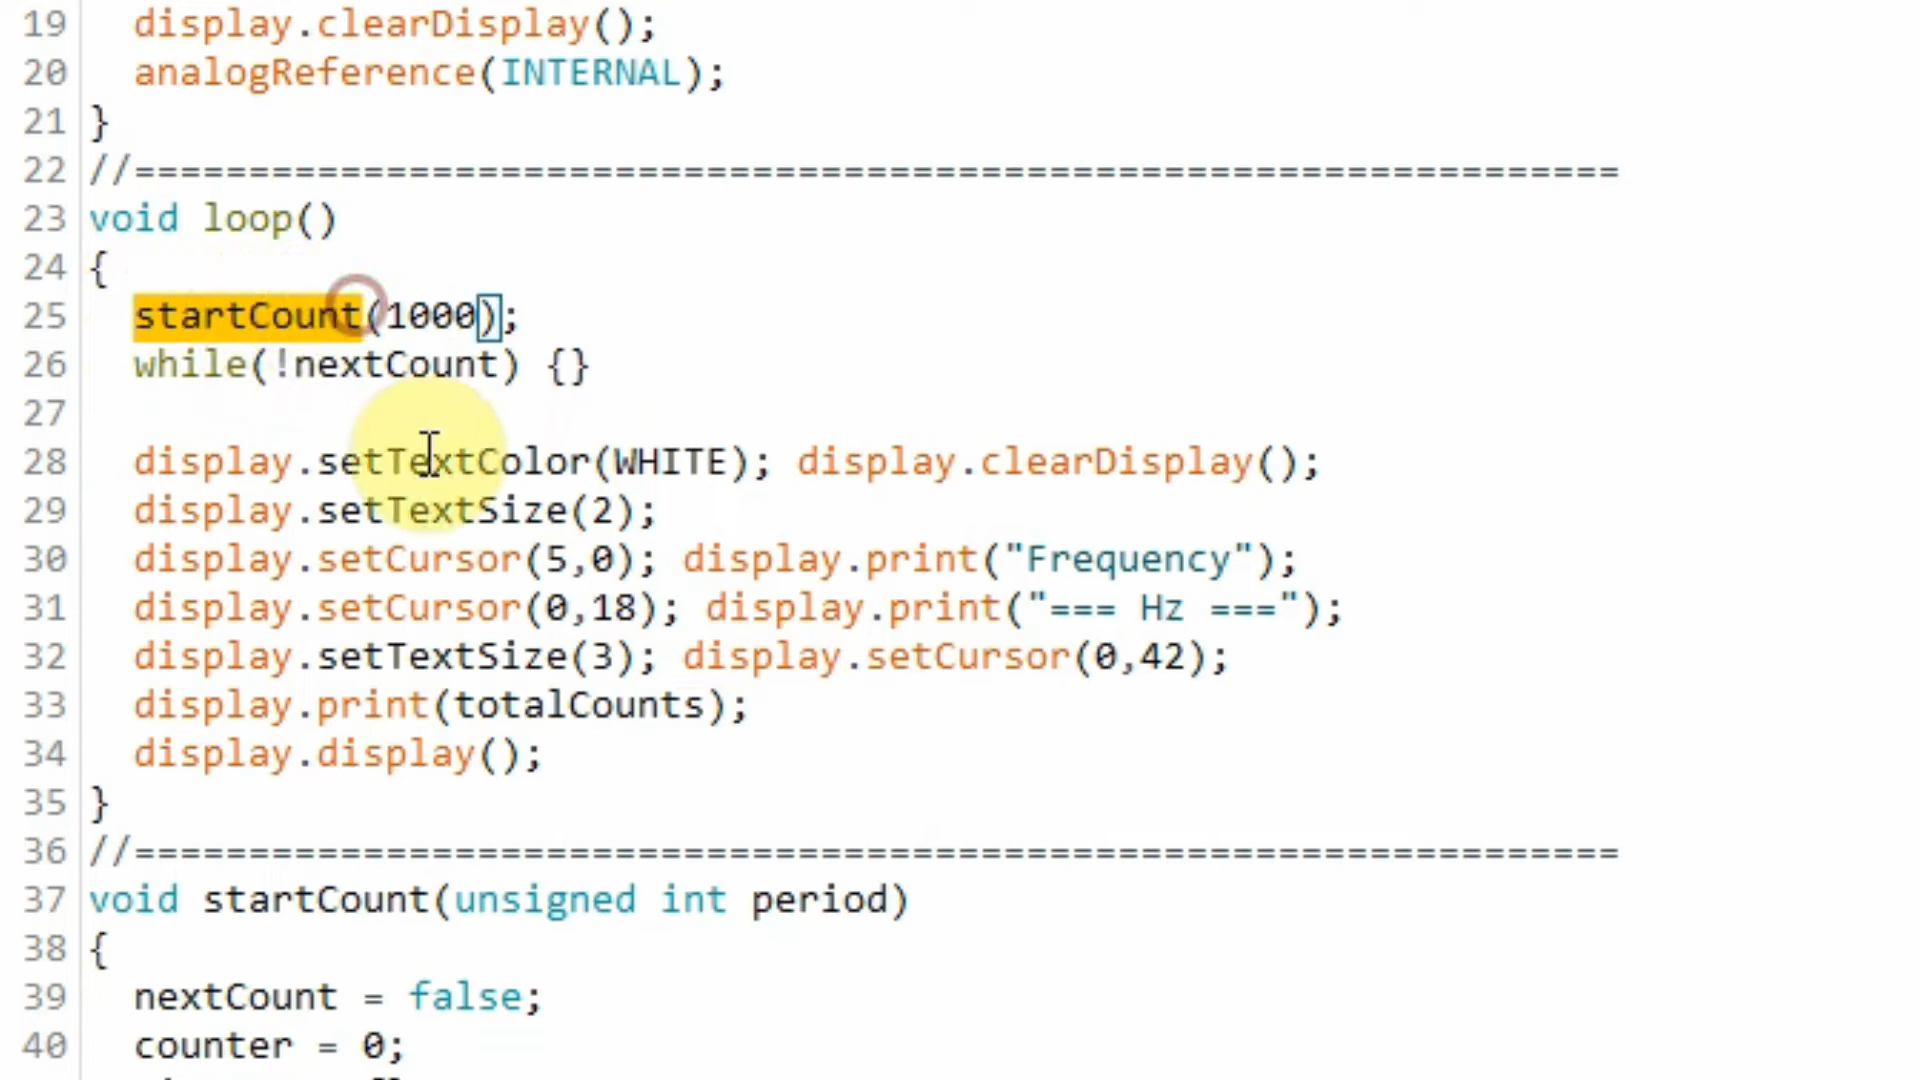 19 display.clearDisplay();
20 analogReference(INTERNAL);
21 }
22 //=================================================================
23 void loop()
24 {
25 startCount(1000);
26 while(!nextCount) {}
27
28 display.setTextColor(WHITE); display.clearDisplay();
29 display.setTextSize(2);
30 display.setCursor(5,0); display.print("Frequency");
31 display.setCursor(0,18); display.print("=== Hz ===");
32 display.setTextSize(3); display.setCursor(0,42);
33 display.print(totalCounts);
34 display.display();
35 }
36 //=================================================================
37 void startCount(unsigned int period)
38 {
39 nextCount = false;
40 counter = 0;